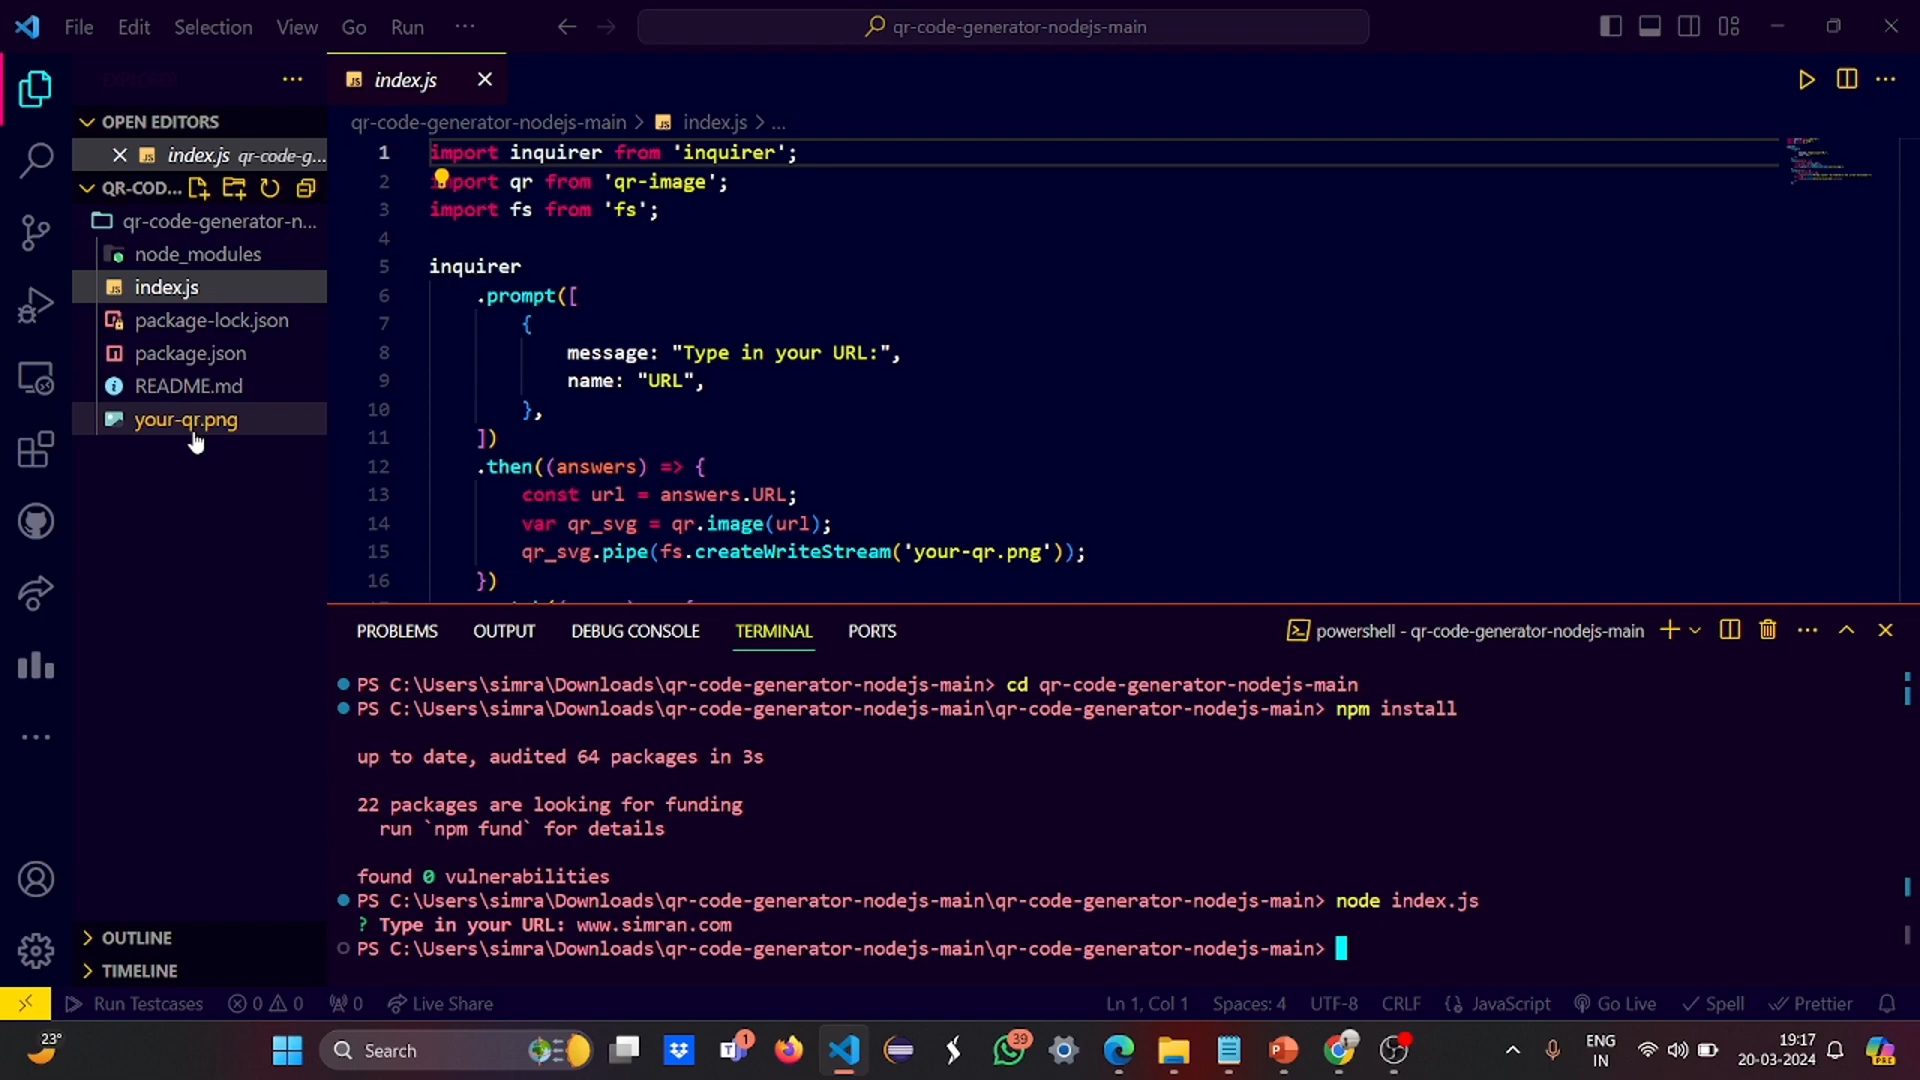 File Edit Selection View Go Run ...
qr-code-generator-nodejs-main
EXPLORER ...
index.js
OPEN EDITORS
index.js qr-code-g...
QR-COD...
qr-code-generator-n...
node_modules
index.js
package-lock.json
package.json
README.md
your-qr.png
OUTLINE
TIMELINE
qr-code-generator-nodejs-main > index.js > ...
1 import inquirer from 'inquirer';
2 import qr from 'qr-image';
3 import fs from 'fs';
4
5 inquirer
6 .prompt([
7 {
8 message: "Type in your URL:",
9 name: "URL",
10 },
11 ])
12 .then((answers) => {
13 const url = answers.URL;
14 var qr_svg = qr.image(url);
15 qr_svg.pipe(fs.createWriteStream('your-qr.png'));
16 })
PROBLEMS OUTPUT DEBUG CONSOLE TERMINAL PORTS
powershell - qr-code-generator-nodejs-main
PS C:\Users\simra\Downloads\qr-code-generator-nodejs-main> cd qr-code-generator-nodejs-main
PS C:\Users\simra\Downloads\qr-code-generator-nodejs-main\qr-code-generator-nodejs-main> npm install
up to date, audited 64 packages in 3s
22 packages are looking for funding
run `npm fund` for details
found 0 vulnerabilities
PS C:\Users\simra\Downloads\qr-code-generator-nodejs-main\qr-code-generator-nodejs-main> node index.js
? Type in your URL: www.simran.com
PS C:\Users\simra\Downloads\qr-code-generator-nodejs-main\qr-code-generator-nodejs-main>
Run Testcases 0 0 0 Live Share
Ln 1, Col 1 Spaces: 4 UTF-8 CRLF {} JavaScript Go Live Spell Prettier
23°
Search
1
39
ENG
IN
19:17
20-03-2024
PRE